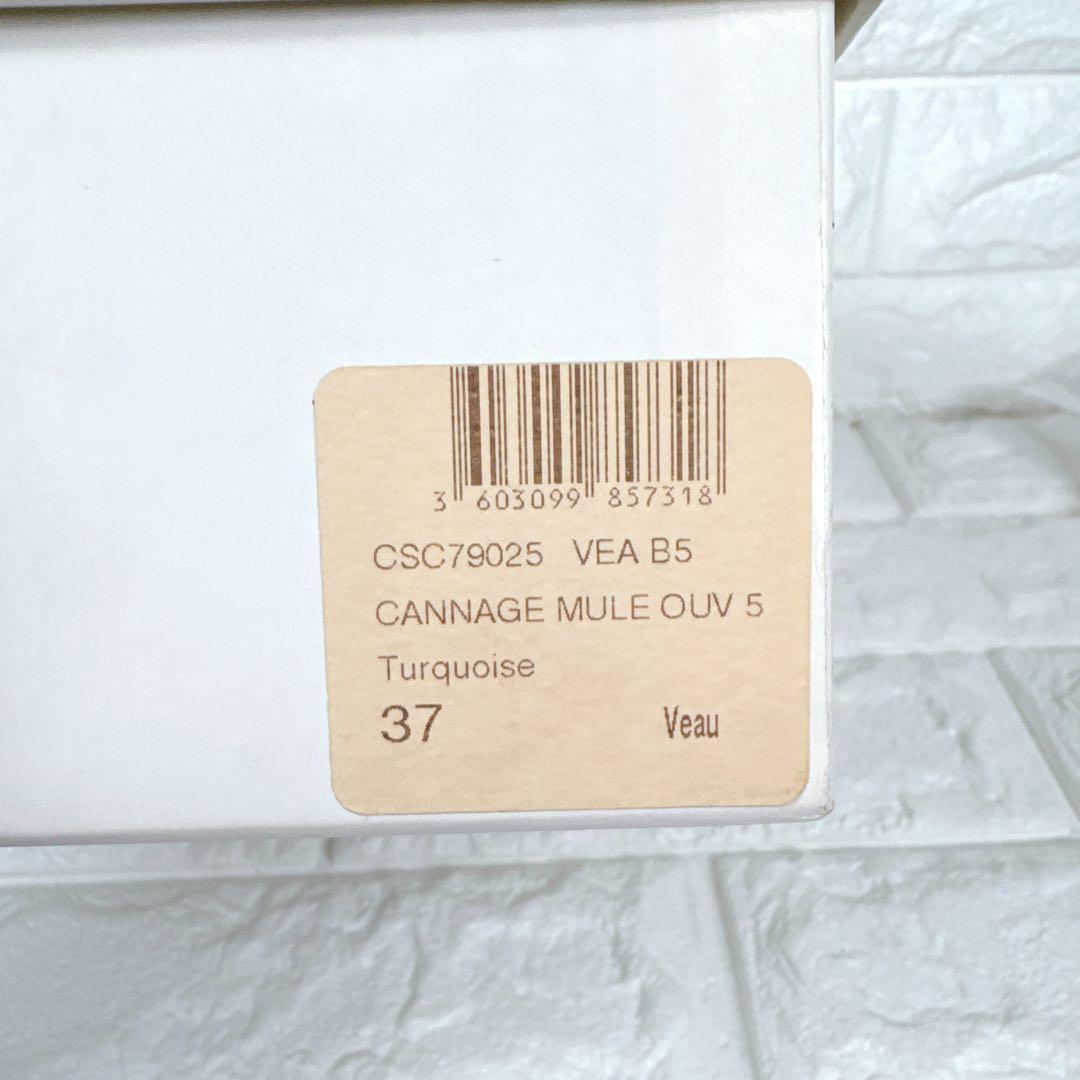 3 603099 857318
CSC79025 VEA B5
CANNAGE MULE OUV 5
Turquoise
37 Veau